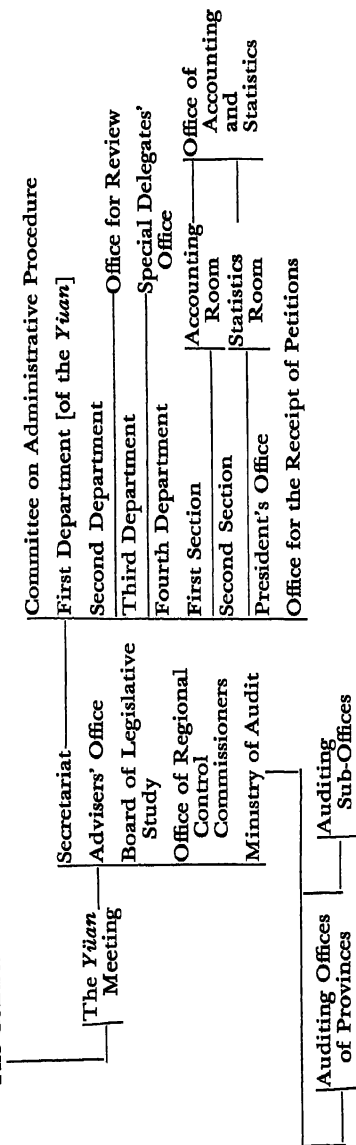 The Yüan
Meeting
Secretariat
Advisers' Office
Board of Legislative
Study
Office of Regional
Control
Commissioners
Ministry of Audit
Auditing Offices
of Provinces
Auditing
Sub-Offices
Committee on Administrative Procedure
First Department [of the Yüan]
Second Department
Third Department
Fourth Department
First Section
Second Section
President's Office
Office for the Receipt of Petitions
Office for Review
Special Delegates'
Office
Accounting
Room
Statistics
Room
Office of
Accounting
and
Statistics